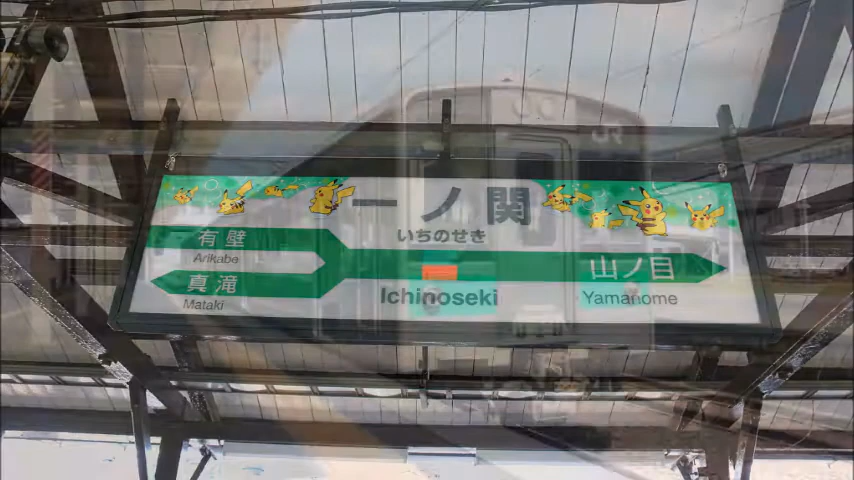 一ノ関
いちのせき
Ichinoseki
有壁
Arikabe
真滝
Mataki
山ノ目
Yamanome
JR